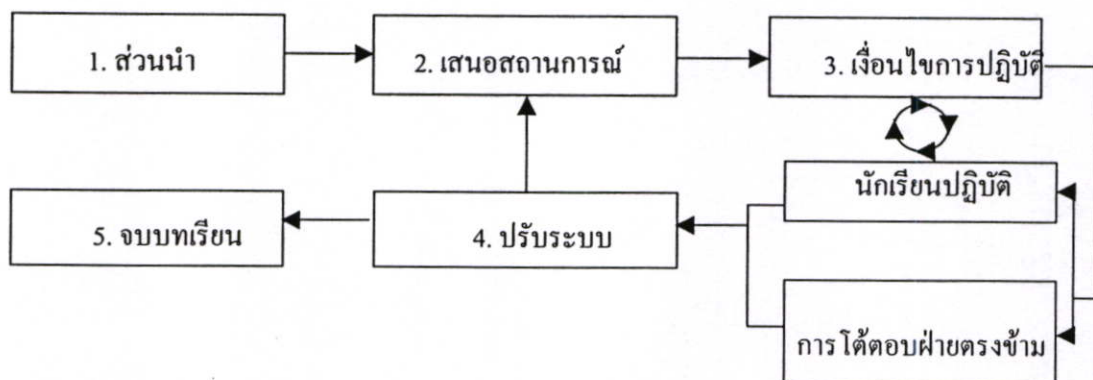 1. ส่วนนำ
2. เสนอสถานการณ์
3. เงื่อนไขการปฏิบัติ
นักเรียนปฏิบัติ
5. จบบทเรียน
4. ปรับระบบ
การโต้ตอบฝ่ายตรงข้าม